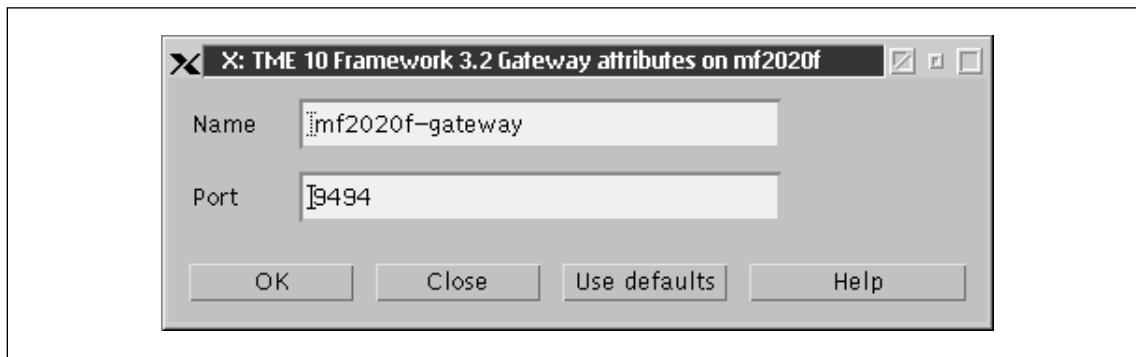 X: TME 10 Framework 3.2 Gateway attributes on mf2020f
Name mf2020f-gateway
Port 9494
OK Close Use defaults Help